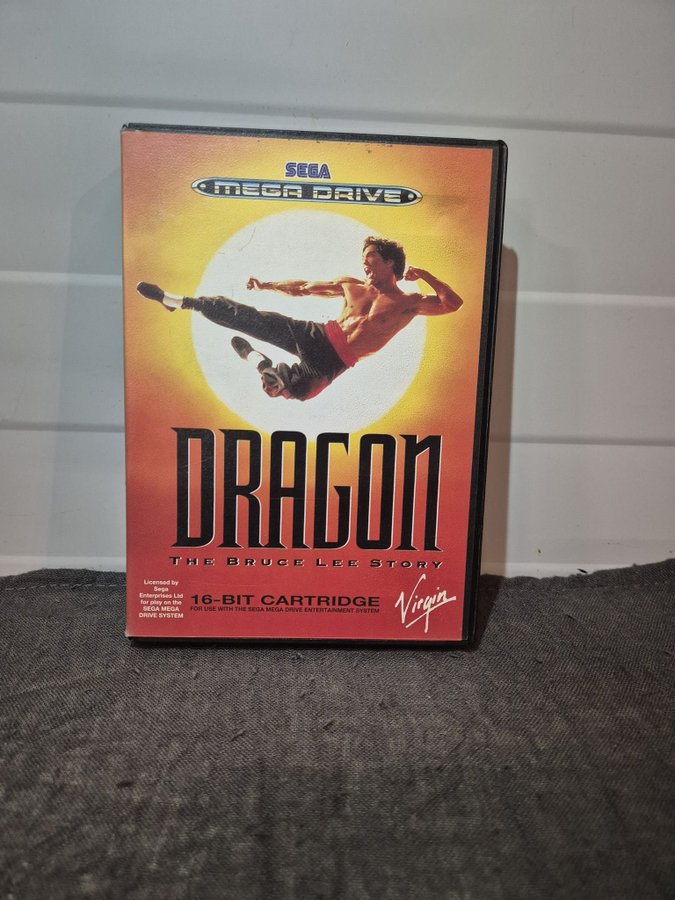 SEGA
MEGA DRIVE
DRAGON
THE BRUCE LEE STORY
Licensed by
Sega
Enterprises Ltd
for play on the
SEGA MEGA
DRIVE SYSTEM
16-BIT CARTRIDGE
FOR USE WITH THE SEGA MEGA DRIVE ENTERTAINMENT SYSTEM
Virgin